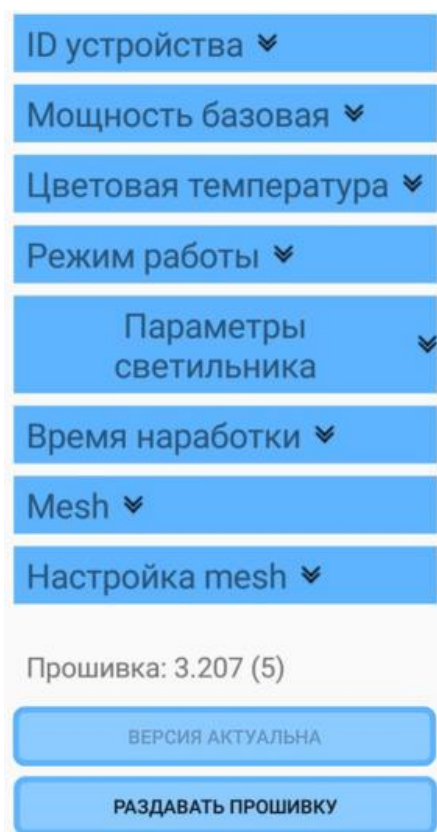 ID устройства
Мощность базовая
Цветовая температура
Режим работы
Параметры
светильника
Время наработки
Mesh
Настройка mesh
Прошивка: 3.207 (5)
ВЕРСИЯ АКТУАЛЬНА
РАЗДАВАТЬ ПРОШИВКУ